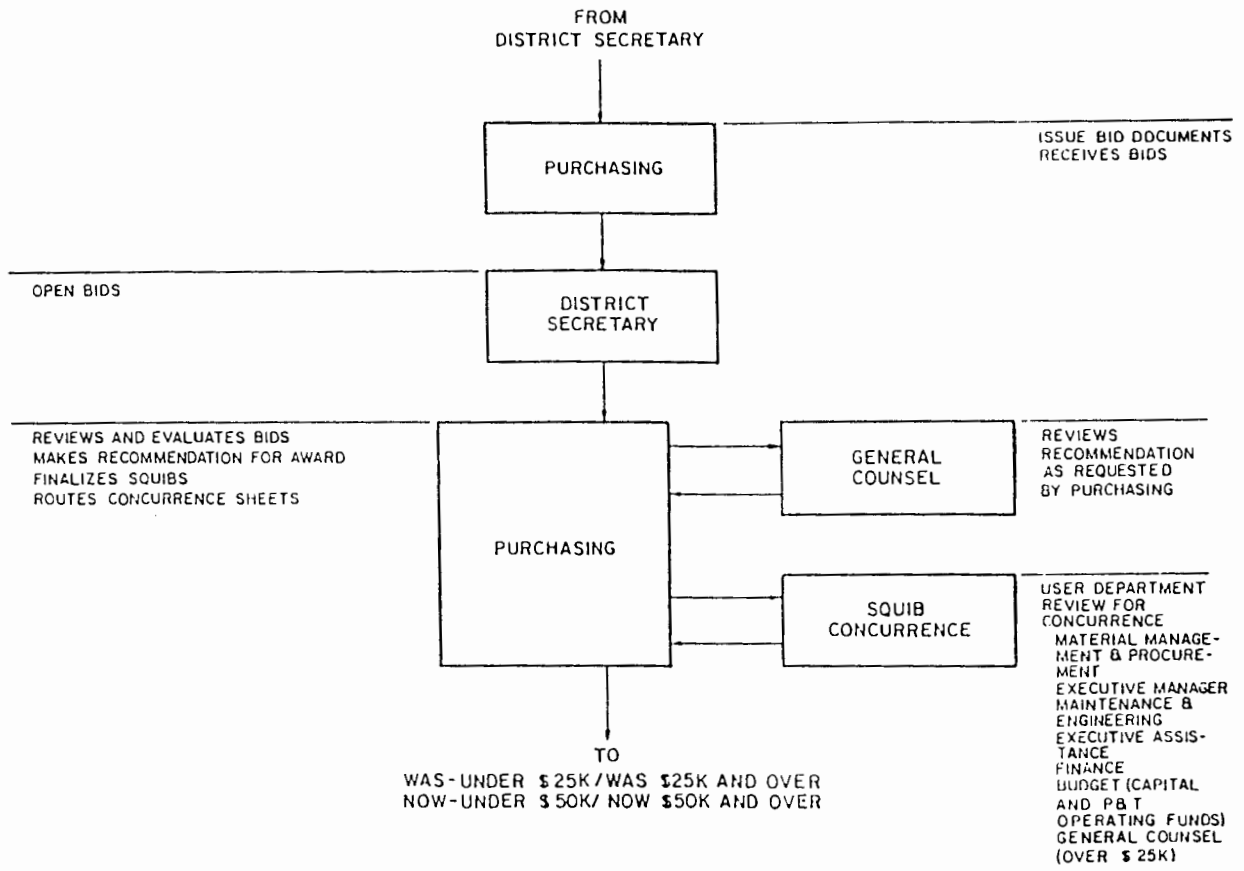 FROM
DISTRICT SECRETARY
PURCHASING
ISSUE BID DOCUMENTS
RECEIVES BIDS
OPEN BIDS
DISTRICT
SECRETARY
REVIEWS AND EVALUATES BIDS
MAKES RECOMMENDATION FOR AWARD
FINALIZES SQUIBS
ROUTES CONCURRENCE SHEETS
PURCHASING
GENERAL
COUNSEL
REVIEWS
RECOMMENDATION
AS REQUESTED
BY PURCHASING
SQUIB
CONCURRENCE
USER DEPARTMENT
REVIEW FOR
CONCURRENCE
MATERIAL MANAGE-
MENT & PROCURE-
MENT
EXECUTIVE MANAGER
MAINTENANCE &
ENGINEERING
EXECUTIVE ASSIS-
TANCE
FINANCE
BUDGET (CAPITAL
AND P&T
OPERATING FUNDS)
GENERAL COUNSEL
(OVER $25K)
TO
WAS-UNDER $25K/WAS $25K AND OVER
NOW-UNDER $50K/NOW $50K AND OVER